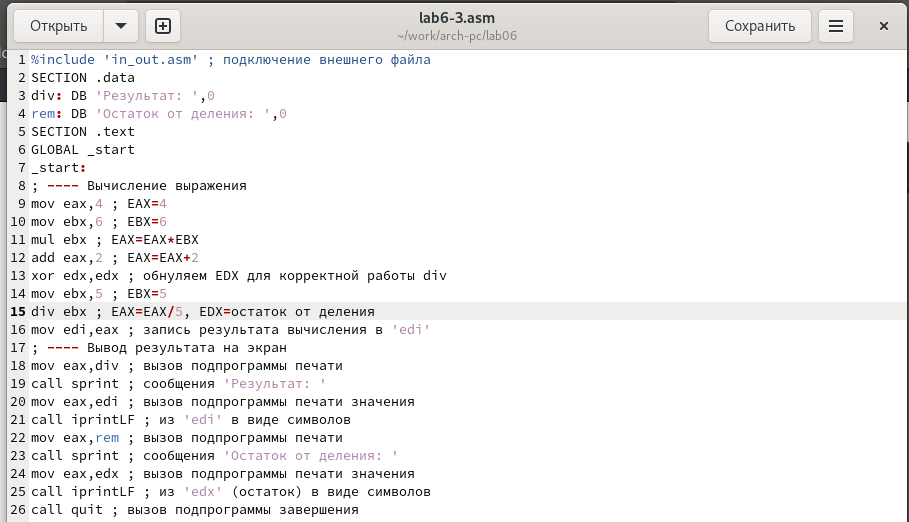 Открыть
lab6-3.asm
~/work/arch-pc/lab06
Сохранить
1 %include 'in_out.asm' ; подключение внешнего файла
2 SECTION .data
3 div: DB 'Результат: ',0
4 rem: DB 'Остаток от деления: ',0
5 SECTION .text
6 GLOBAL _start
7 _start:
8 ; ---- Вычисление выражения
9 mov eax,4 ; EAX=4
10 mov ebx,6 ; EBX=6
11 mul ebx ; EAX=EAX*EBX
12 add eax,2 ; EAX=EAX+2
13 xor edx,edx ; обнуляем EDX для корректной работы div
14 mov ebx,5 ; EBX=5
15 div ebx ; EAX=EAX/5, EDX=остаток от деления
16 mov edi,eax ; запись результата вычисления в 'edi'
17 ; ---- Вывод результата на экран
18 mov eax,div ; вызов подпрограммы печати
19 call sprint ; сообщения 'Результат: '
20 mov eax,edi ; вызов подпрограммы печати значения
21 call iprintLF ; из 'edi' в виде символов
22 mov eax,rem ; вызов подпрограммы печати
23 call sprint ; сообщения 'Остаток от деления: '
24 mov eax,edx ; вызов подпрограммы печати значения
25 call iprintLF ; из 'edx' (остаток) в виде символов
26 call quit ; вызов подпрограммы завершения